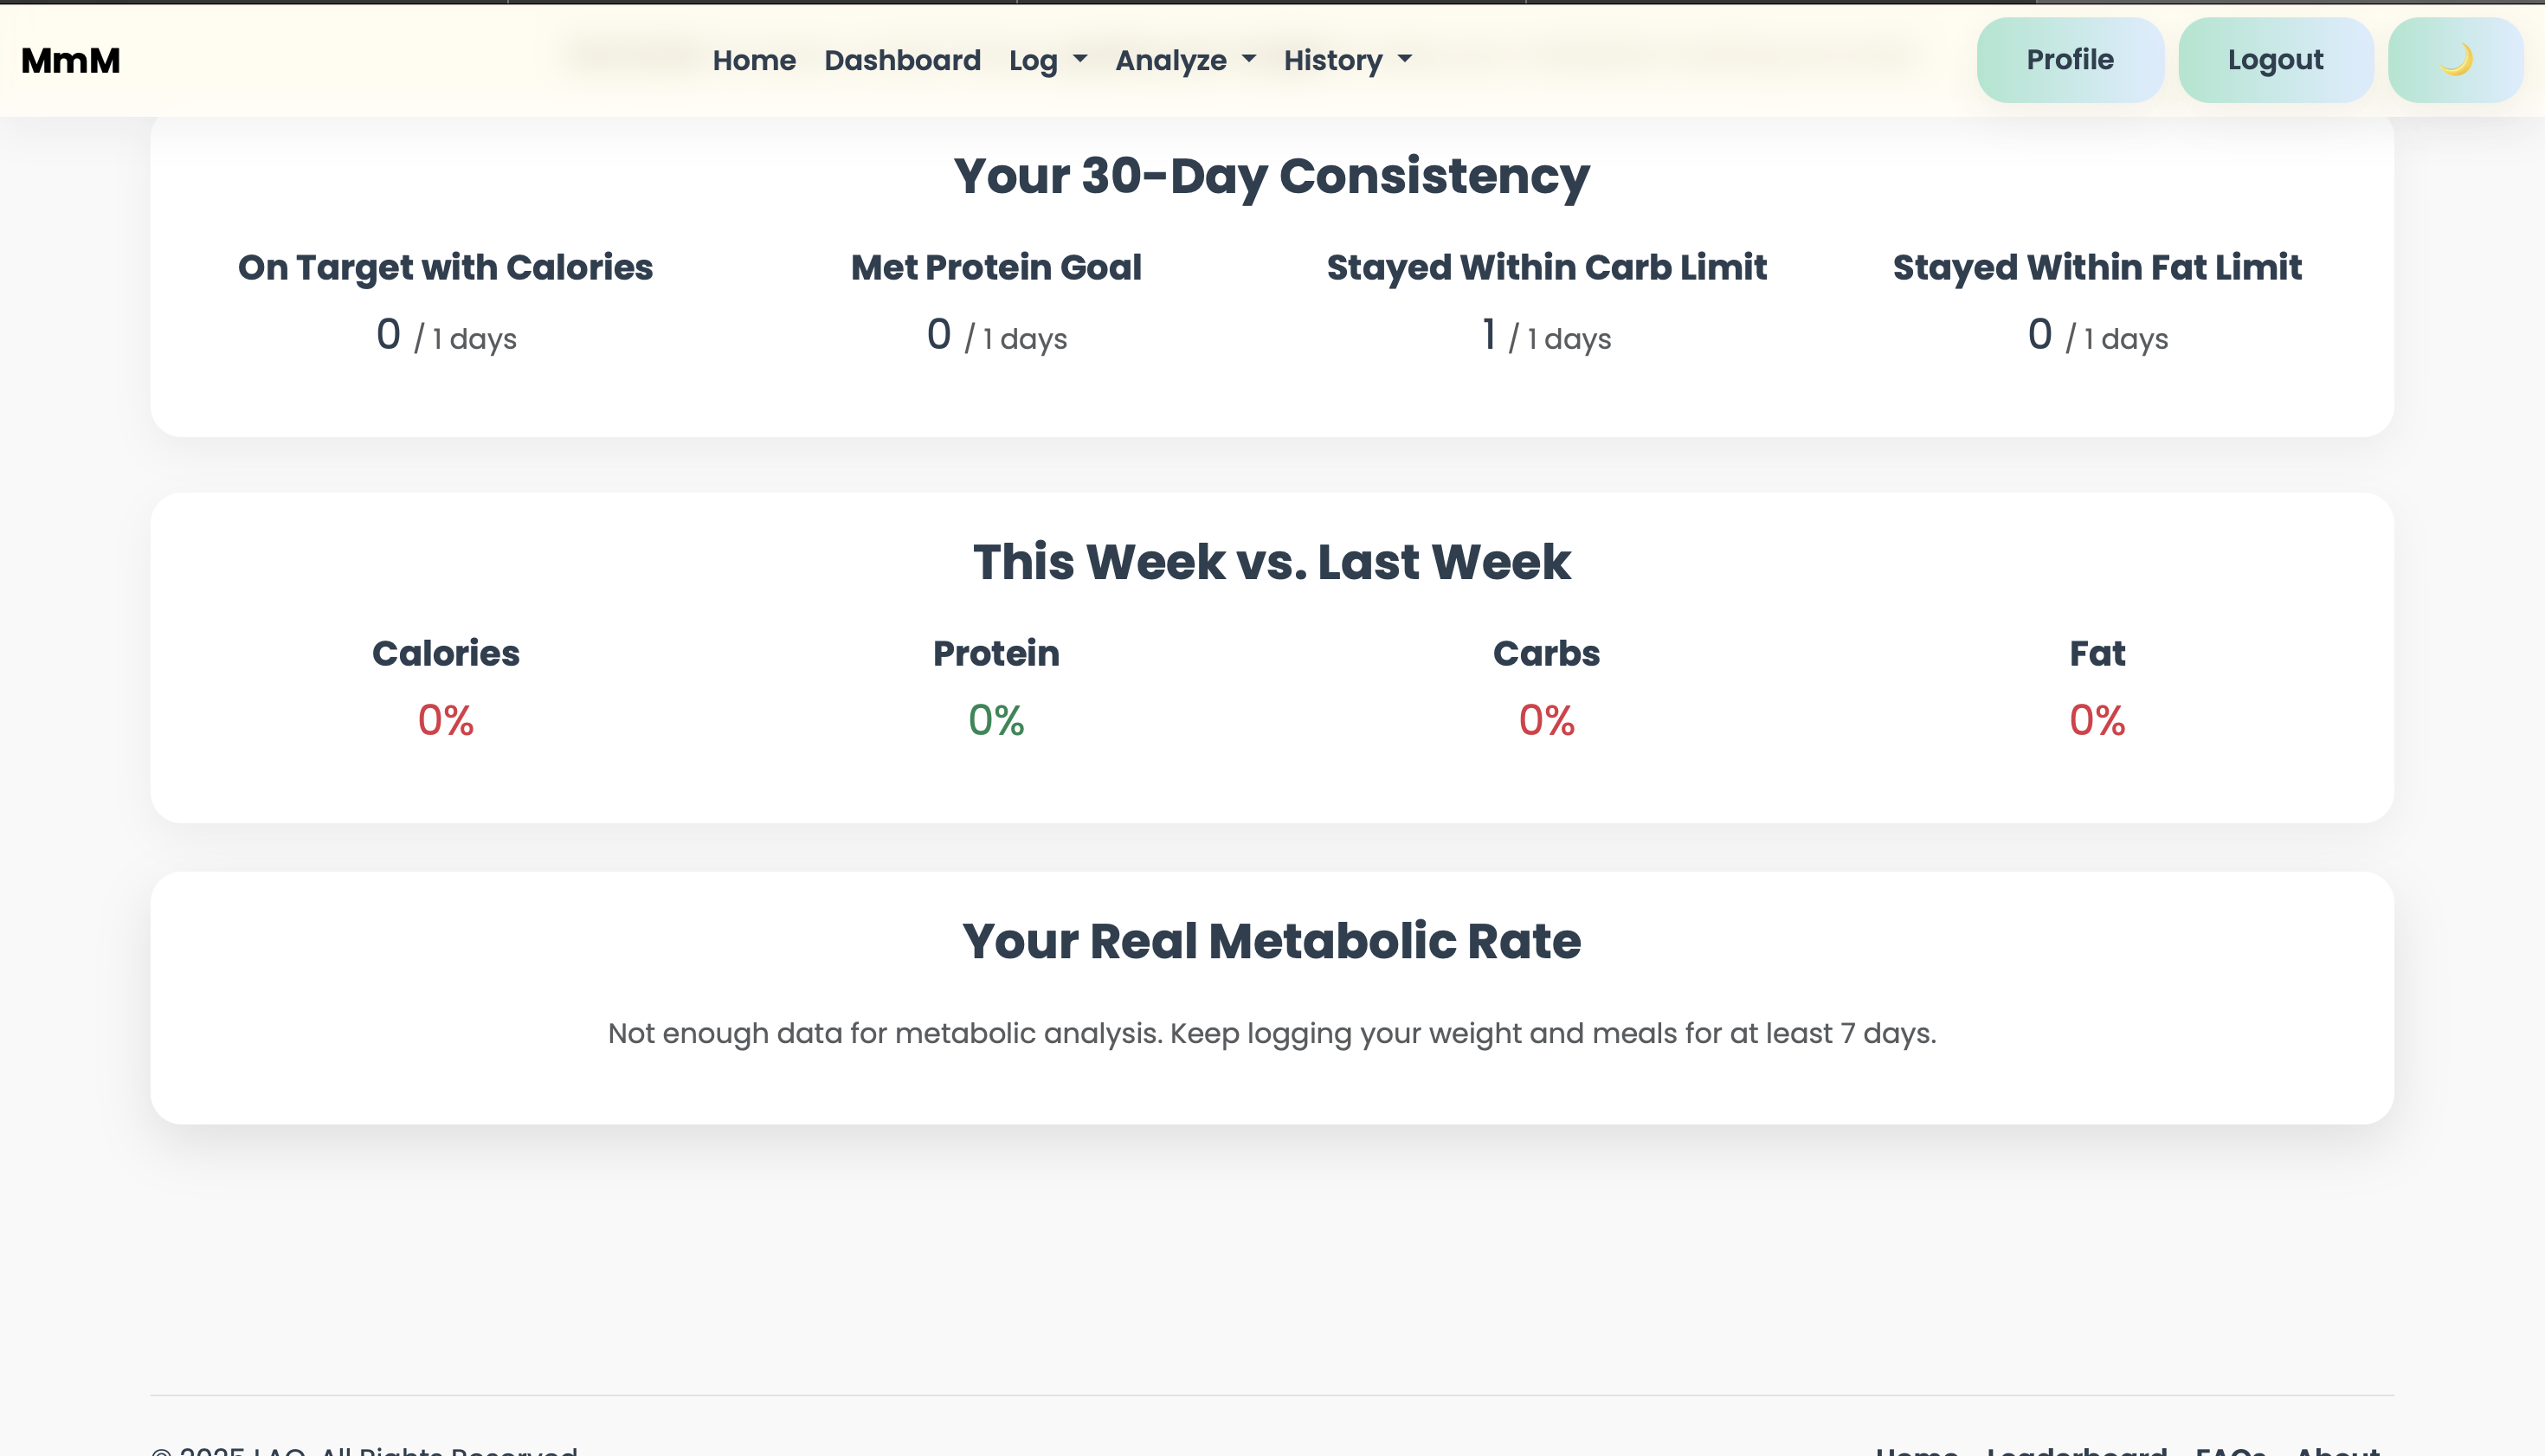 MmM Home Dashboard Log Analyze History Profile Logout
Your 30-Day Consistency
On Target with Calories Met Protein Goal Stayed Within Carb Limit Stayed Within Fat Limit
0 / 1 days 0 / 1 days 1 / 1 days 0 / 1 days
This Week vs. Last Week
Calories Protein Carbs Fat
0% 0% 0% 0%
Your Real Metabolic Rate
Not enough data for metabolic analysis. Keep logging your weight and meals for at least 7 days.
© 2025 LAO. All Rights Reserved Home Leaderboard FAQs About